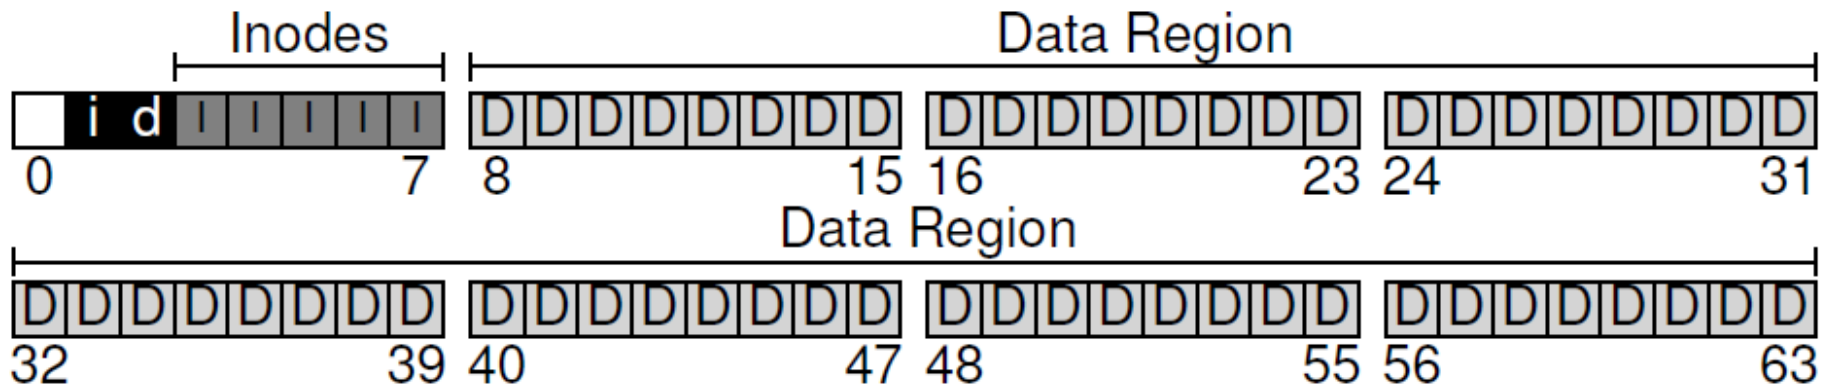 Inodes Data Region
i d I I I I I D D D D D D D D D D D D D D D D D D D D D D D D
0 7 8 15 16 23 24 31
Data Region
D D D D D D D D D D D D D D D D D D D D D D D D D D D D D D D D
32 39 40 47 48 55 56 63